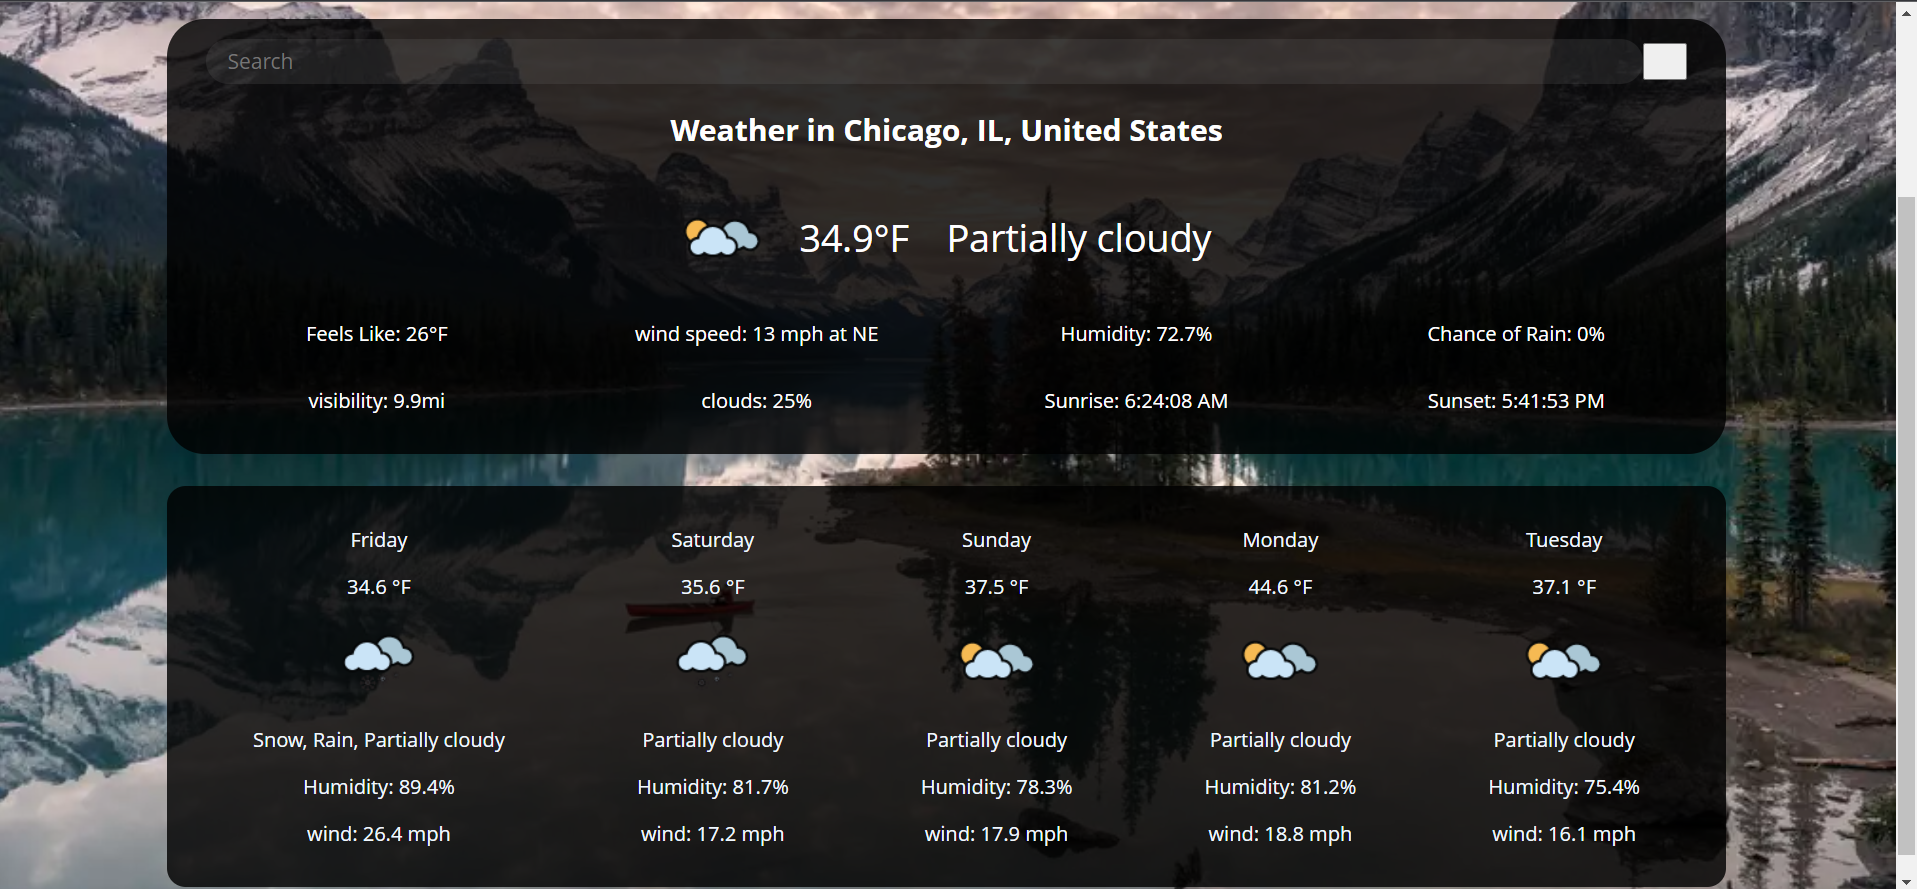 Search
Weather in Chicago, IL, United States
34.9°F Partially cloudy
Feels Like: 26°F wind speed: 13 mph at NE Humidity: 72.7% Chance of Rain: 0%
visibility: 9.9mi clouds: 25% Sunrise: 6:24:08 AM Sunset: 5:41:53 PM
Friday Saturday Sunday Monday Tuesday
34.6 °F 35.6 °F 37.5 °F 44.6 °F 37.1 °F
Snow, Rain, Partially cloudy Partially cloudy Partially cloudy Partially cloudy Partially cloudy
Humidity: 89.4% Humidity: 81.7% Humidity: 78.3% Humidity: 81.2% Humidity: 75.4%
wind: 26.4 mph wind: 17.2 mph wind: 17.9 mph wind: 18.8 mph wind: 16.1 mph